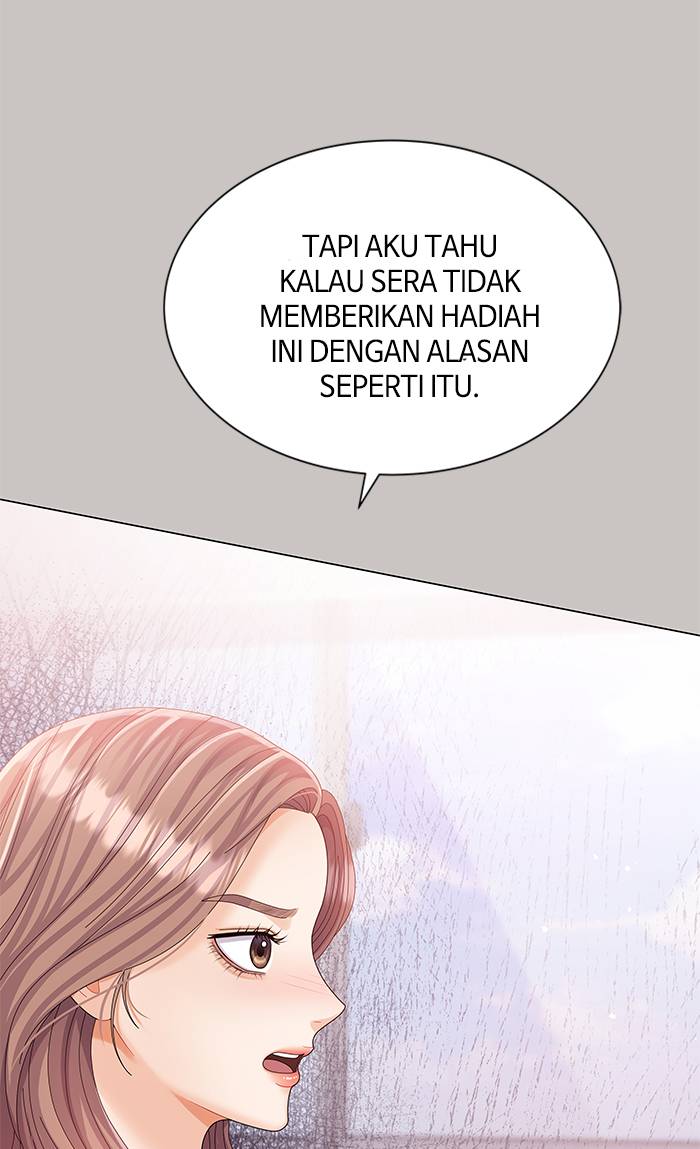 TAPI AKU TAHU
KALAU SERA TIDAK
MEMBERIKAN HADIAH
INI DENGAN ALASAN
SEPERTI ITU.